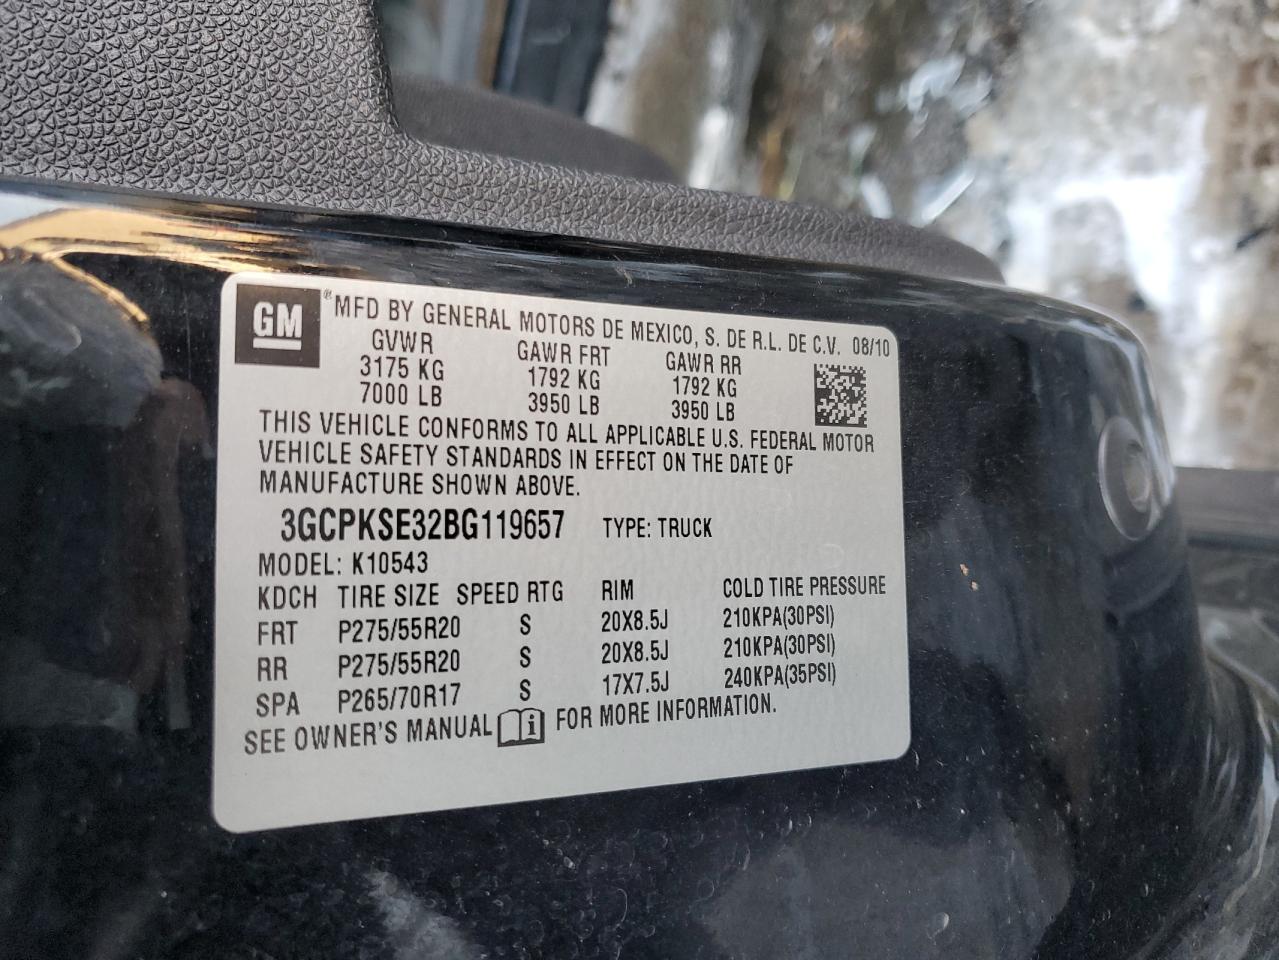 GM ® MFD BY GENERAL MOTORS DE MEXICO, S. DE R.L. DE C.V. 08/10
GVWR GAWR FRT GAWR RR
3175 KG 1792 KG 1792 KG
7000 LB 3950 LB 3950 LB
THIS VEHICLE CONFORMS TO ALL APPLICABLE U.S. FEDERAL MOTOR
VEHICLE SAFETY STANDARDS IN EFFECT ON THE DATE OF
MANUFACTURE SHOWN ABOVE.
3GCPKSE32BG119657 TYPE: TRUCK
MODEL: K10543
KDCH TIRE SIZE SPEED RTG RIM COLD TIRE PRESSURE
FRT P275/55R20 S 20X8.5J 210KPA(30PSI)
RR P275/55R20 S 20X8.5J 210KPA(30PSI)
SPA P265/70R17 S 17X7.5J 240KPA(35PSI)
SEE OWNER'S MANUAL i FOR MORE INFORMATION.